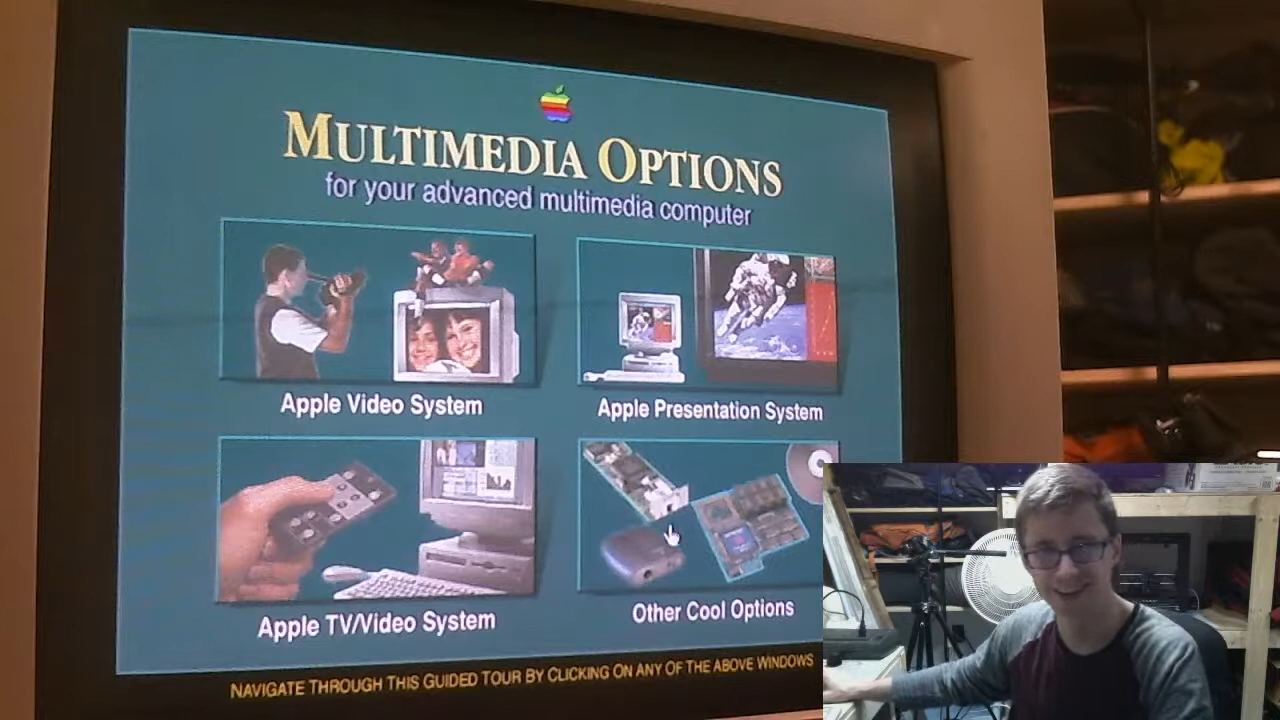 MULTIMEDIA OPTIONS
for your advanced multimedia computer
Apple Video System
Apple Presentation System
Apple TV/Video System
Other Cool Options
NAVIGATE THROUGH THIS GUIDED TOUR BY CLICKING ON ANY OF THE ABOVE WINDOWS